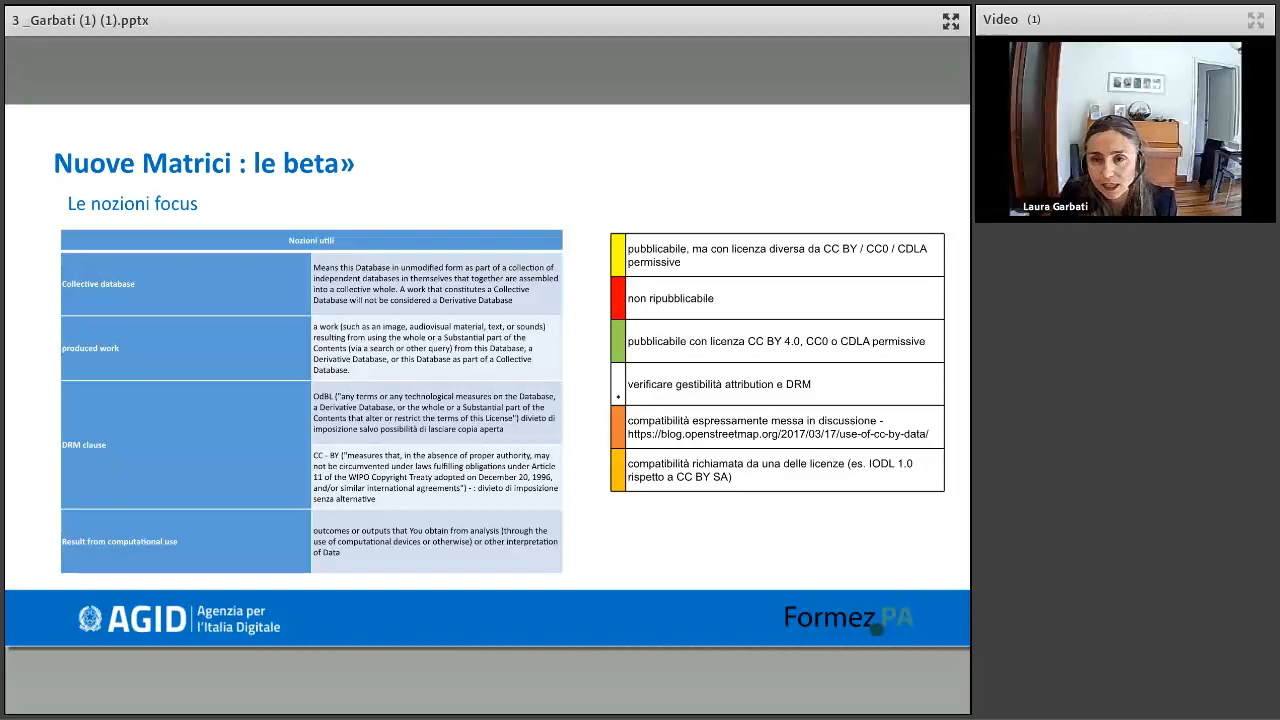 3 _Garbati (1) (1).pptx
Video (1)
Laura Garbati
Nuove Matrici : le beta»
Le nozioni focus
Nozioni utili
Collective database
Means this Database in unmodified form as part of a collection of
independent databases in themselves that together are assembled
into a collective whole. A work that constitutes a Collective
Database will not be considered a Derivative Database
produced work
a work (such as an image, audiovisual material, text, or sounds)
resulting from using the whole or a Substantial part of the
Contents (via a search or other query) from this Database, a
Derivative Database, or this Database as part of a Collective
Database.
DRM clause
OdBL ("any terms or any technological measures on the Database,
a Derivative Database, or the whole or a Substantial part of the
Contents that alter or restrict the terms of this License") divieto di
imposizione salvo possibilità di lasciare copia aperta
CC - BY ("measures that, in the absence of proper authority, may
not be circumvented under laws fulfilling obligations under Article
11 of the WIPO Copyright Treaty adopted on December 20, 1996,
and/or similar international agreements") - : divieto di imposizione
senza alternative
Result from computational use
outcomes or outputs that You obtain from analysis (through the
use of computational devices or otherwise) or other interpretation
of Data
pubblicabile, ma con licenza diversa da CC BY / CC0 / CDLA
permissive
non ripubblicabile
pubblicabile con licenza CC BY 4.0, CC0 o CDLA permissive
* verificare gestibilità attribution e DRM
compatibilità espressamente messa in discussione -
https://blog.openstreetmap.org/2017/03/17/use-of-cc-by-data/
compatibilità richiamata da una delle licenze (es. IODL 1.0
rispetto a CC BY SA)
AGID
Agenzia per
l'Italia Digitale
Formez PA